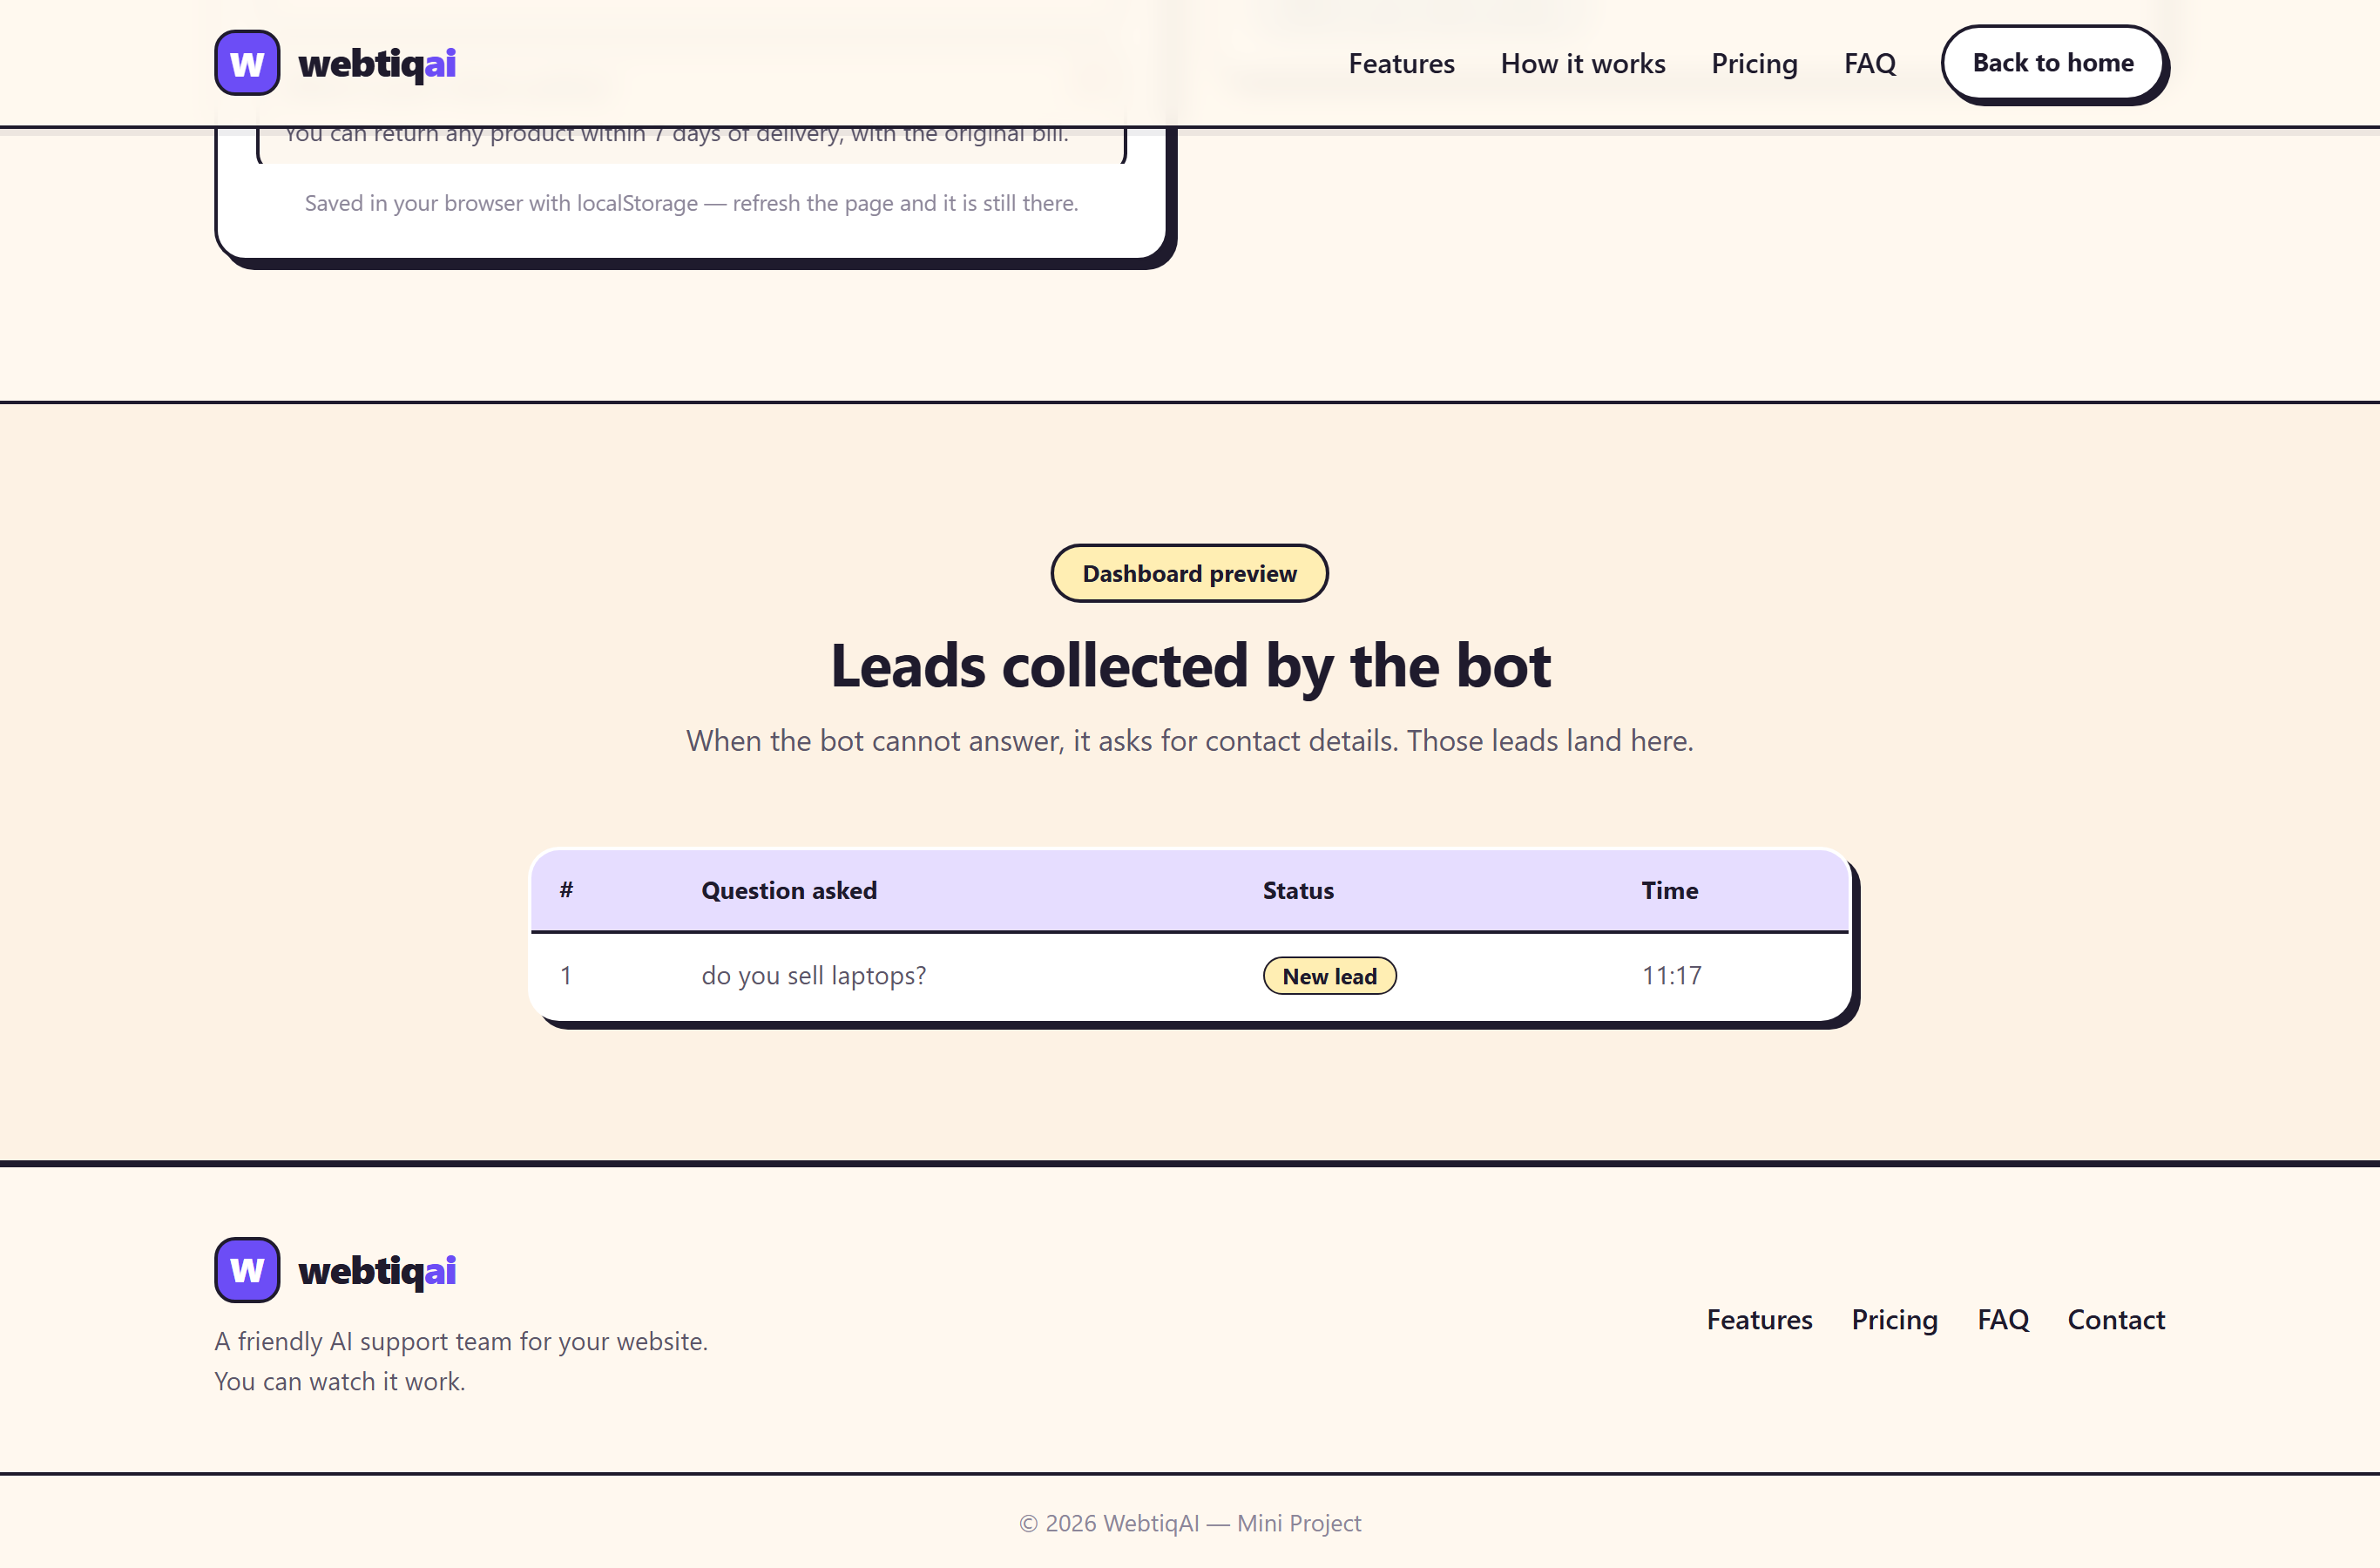 W webtiqai
Features How it works Pricing FAQ Back to home
You can return any product within 7 days of delivery, with the original bill.
Saved in your browser with localStorage — refresh the page and it is still there.
Dashboard preview
Leads collected by the bot
When the bot cannot answer, it asks for contact details. Those leads land here.
# Question asked Status Time
1 do you sell laptops? New lead 11:17
W webtiqai
A friendly AI support team for your website.
You can watch it work.
Features Pricing FAQ Contact
© 2026 WebtiqAI — Mini Project